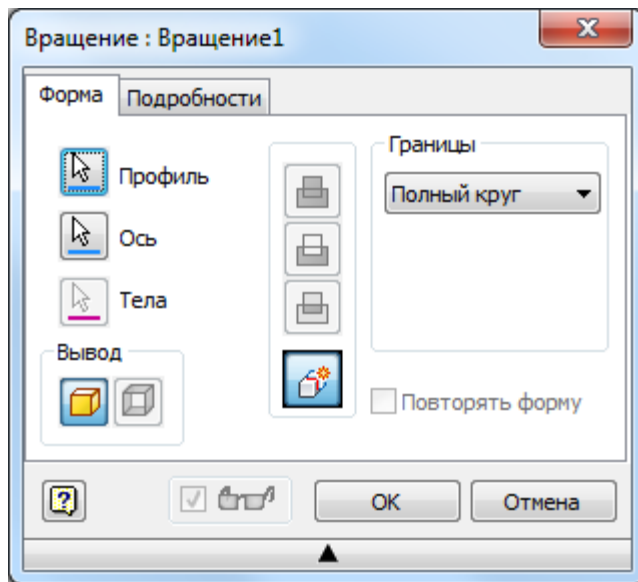 Вращение : Вращение1
Форма Подробности
Профиль
Ось
Тела
Вывод
Границы
Полный круг
Повторять форму
OK Отмена